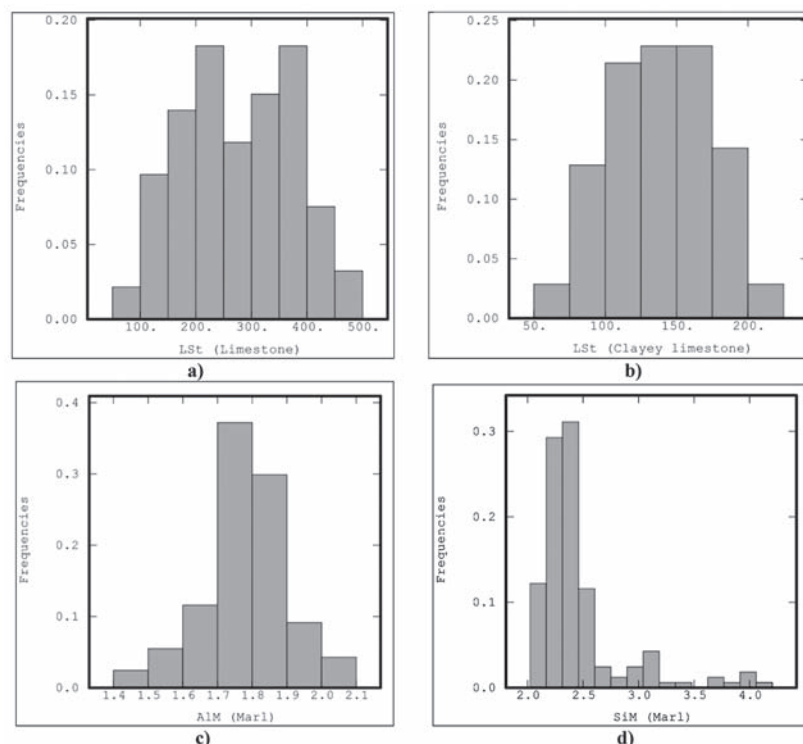 0.20
0.15
0.10
0.05
0.00
Frequencies
100. 200. 300. 400. 500.
LSt (Limestone)
a)
0.25
0.20
0.15
0.10
0.05
0.00
Frequencies
50. 100. 150. 200.
LSt (Clayey limestone)
b)
0.4
0.3
0.2
0.1
0.0
Frequencies
1.4 1.5 1.6 1.7 1.8 1.9 2.0 2.1
AlM (Marl)
c)
0.3
0.2
0.1
0.0
Frequencies
2.0 2.5 3.0 3.5 4.0
SiM (Marl)
d)